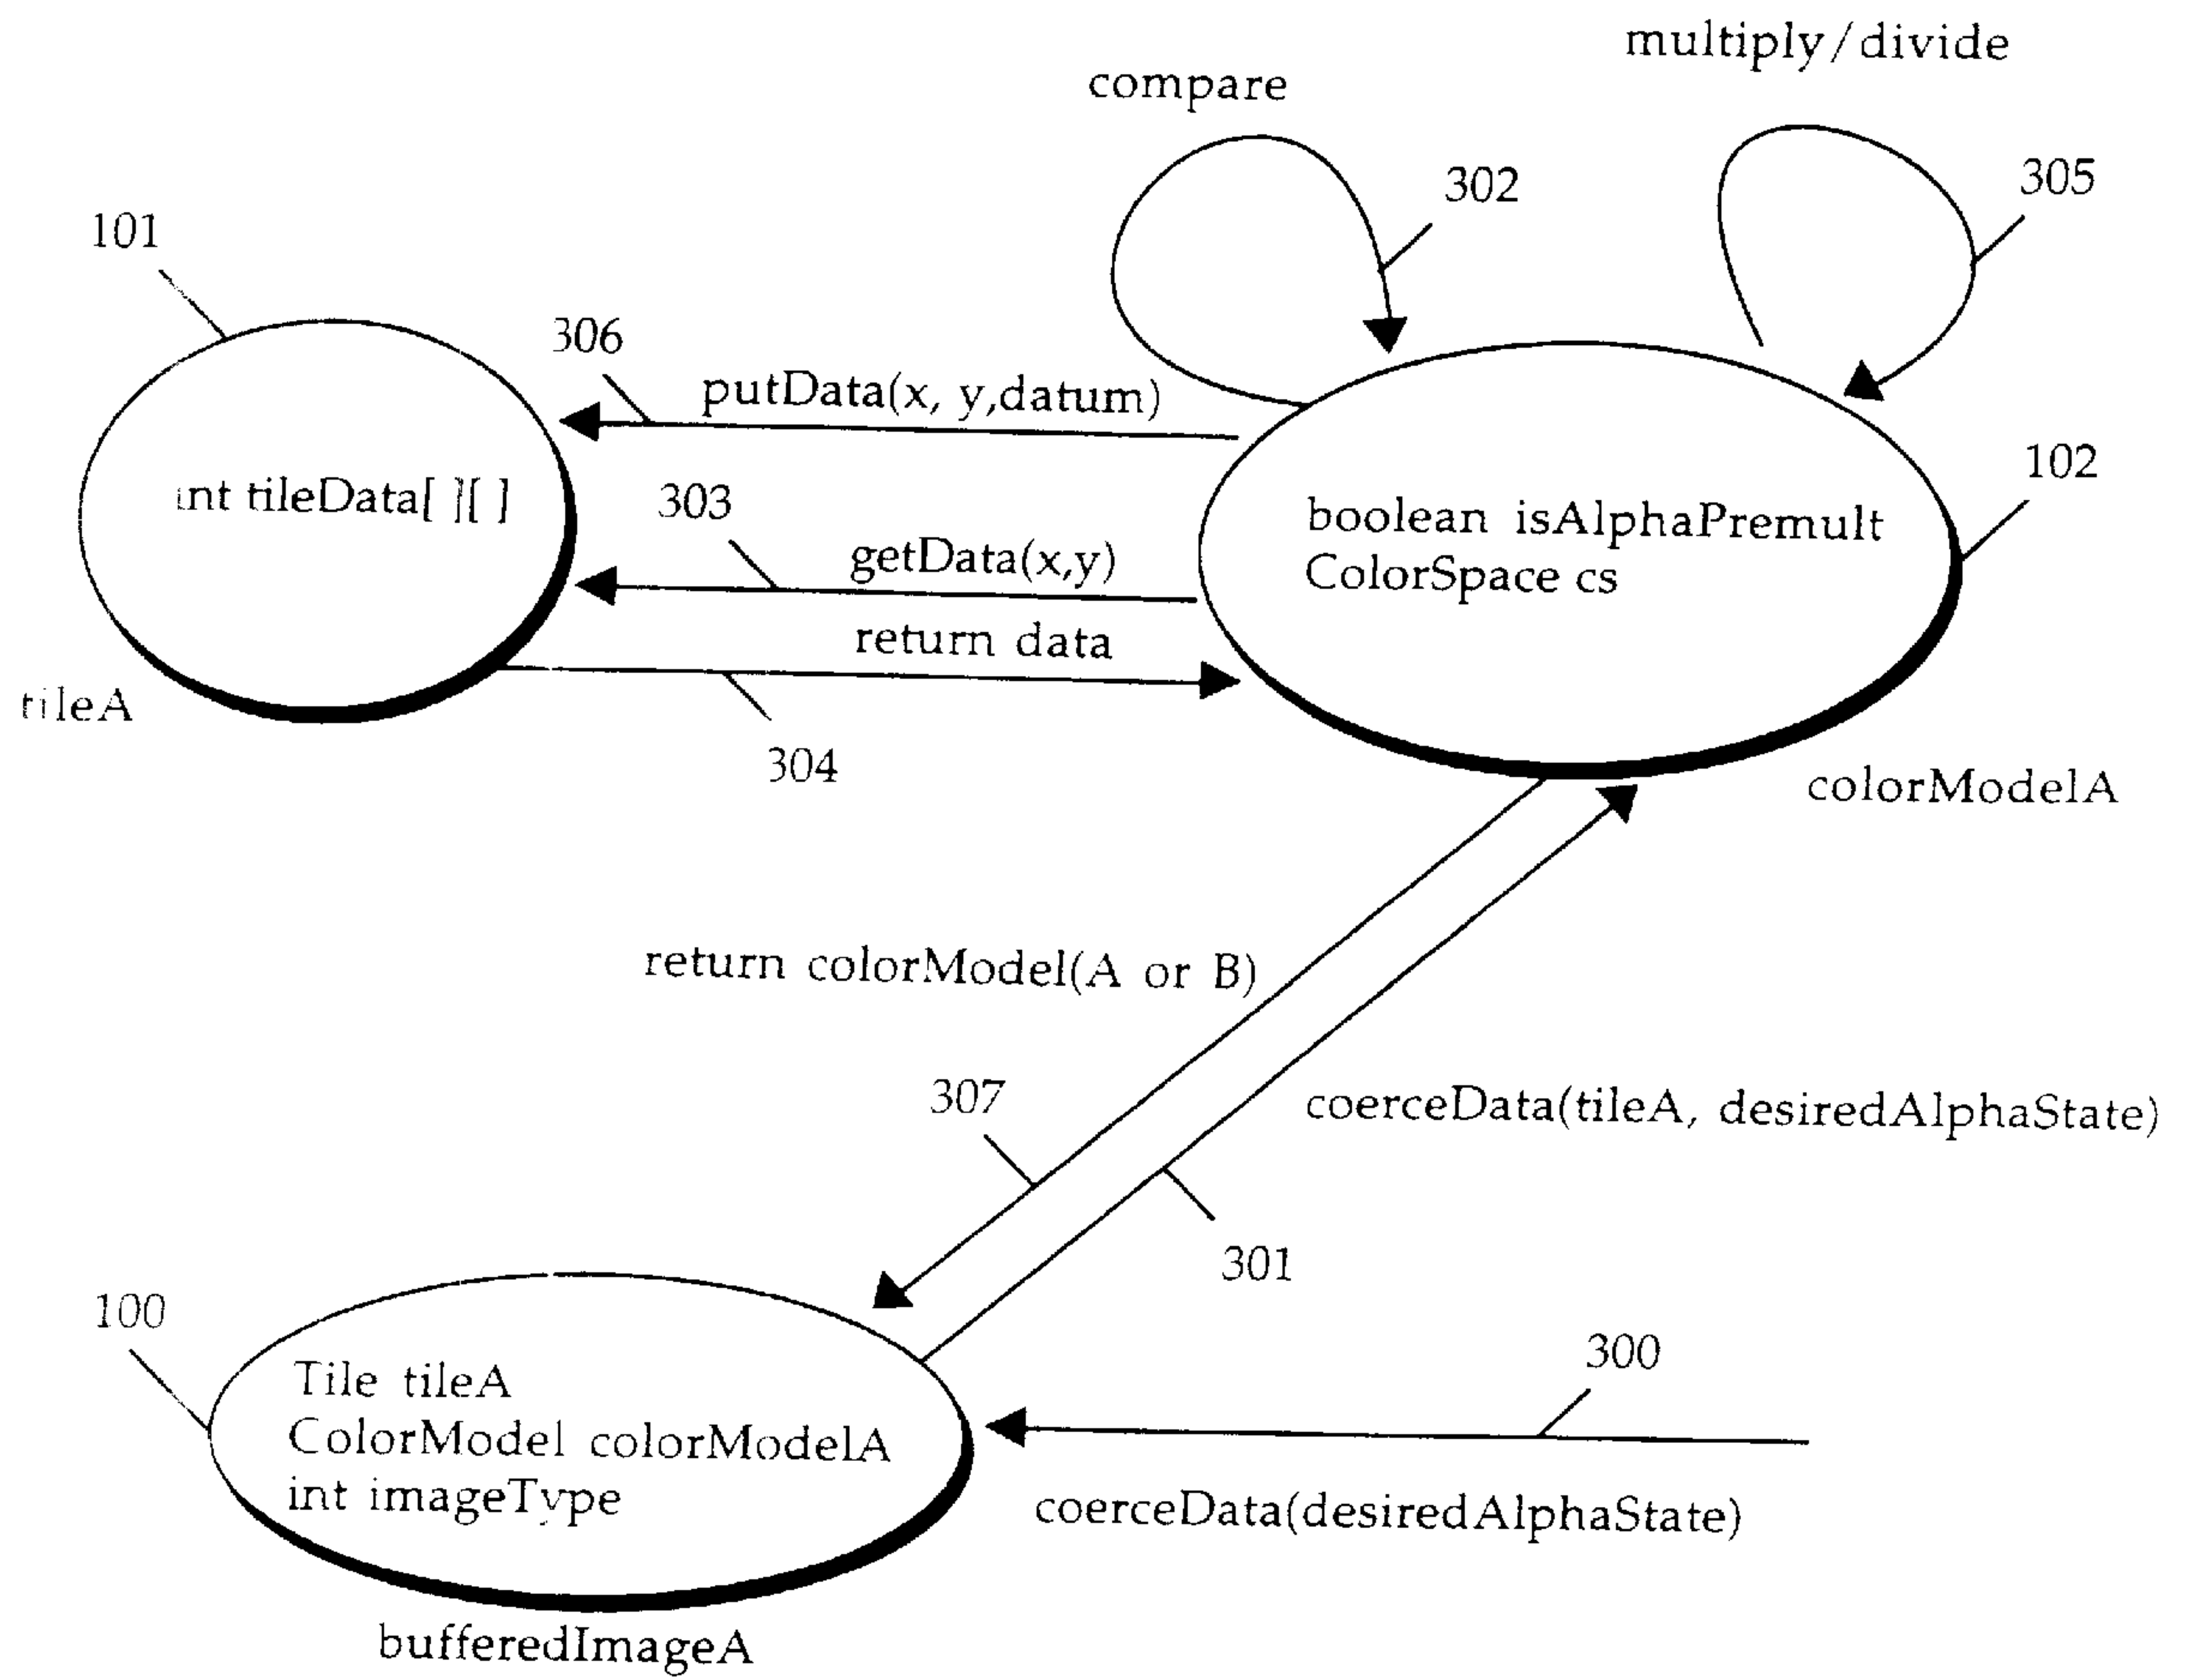 multiply/divide
compare
302
305
101
306
putData(x, y,datum)
102
int tileData[ ][ ]
303
boolean isAlphaPremult
getData(x,y)
ColorSpace cs
return data
tileA
304
colorModelA
return colorModel(A or B)
307
coerceData(tileA, desiredAlphaState)
301
100
300
Tile tileA
ColorModel colorModelA
int imageType
coerceData(desiredAlphaState)
bufferedImageA